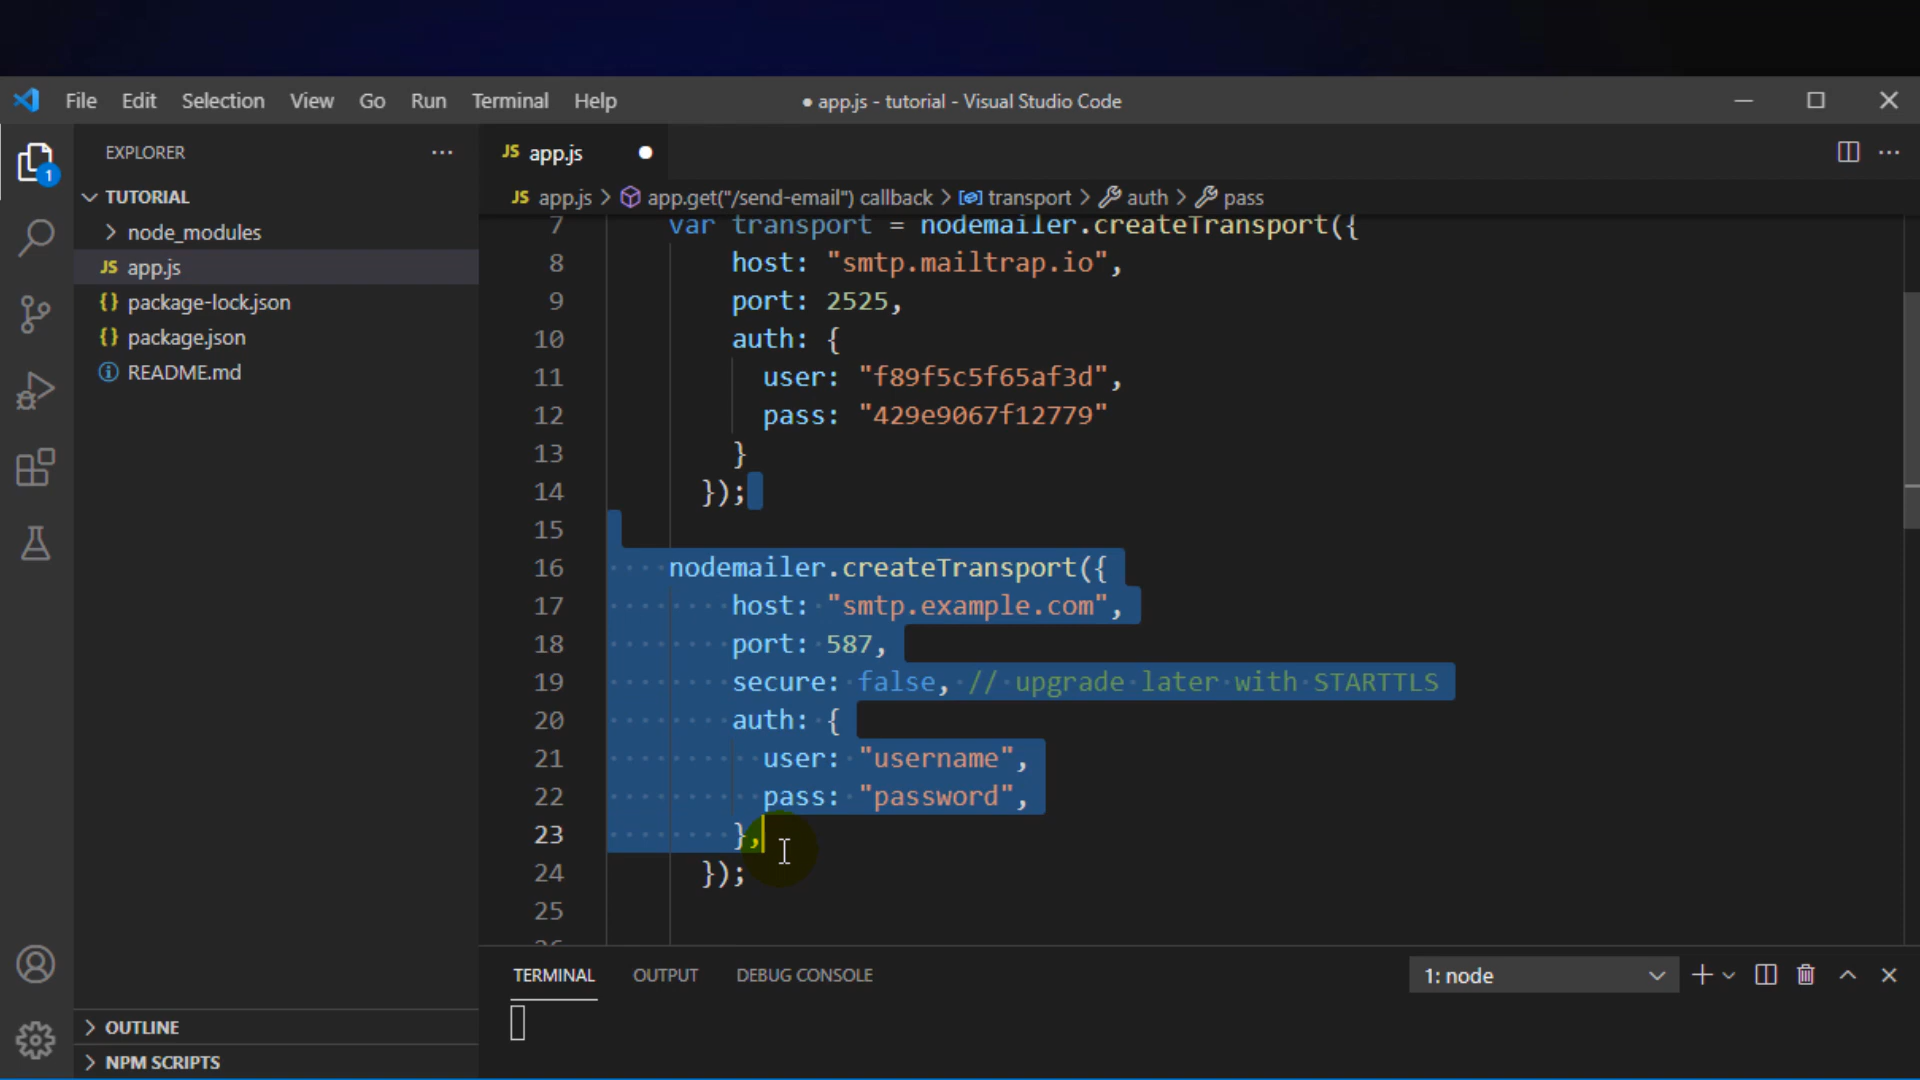 File Edit Selection View Go Run Terminal Help
● app.js - tutorial - Visual Studio Code
1
EXPLORER
TUTORIAL
node_modules
JS app.js
{} package-lock.json
{} package.json
README.md
OUTLINE
NPM SCRIPTS
JS app.js
JS app.js > app.get("/send-email") callback > transport > auth > pass
7 var transport = nodemailer.createTransport({
8 host: "smtp.mailtrap.io",
9 port: 2525,
10 auth: {
11 user: "f89f5c5f65af3d",
12 pass: "429e9067f12779"
13 }
14 });
15
16 nodemailer.createTransport({
17 host: "smtp.example.com",
18 port: 587,
19 secure: false, // upgrade later with STARTTLS
20 auth: {
21 user: "username",
22 pass: "password",
23 },
24 });
25
TERMINAL OUTPUT DEBUG CONSOLE
1: node